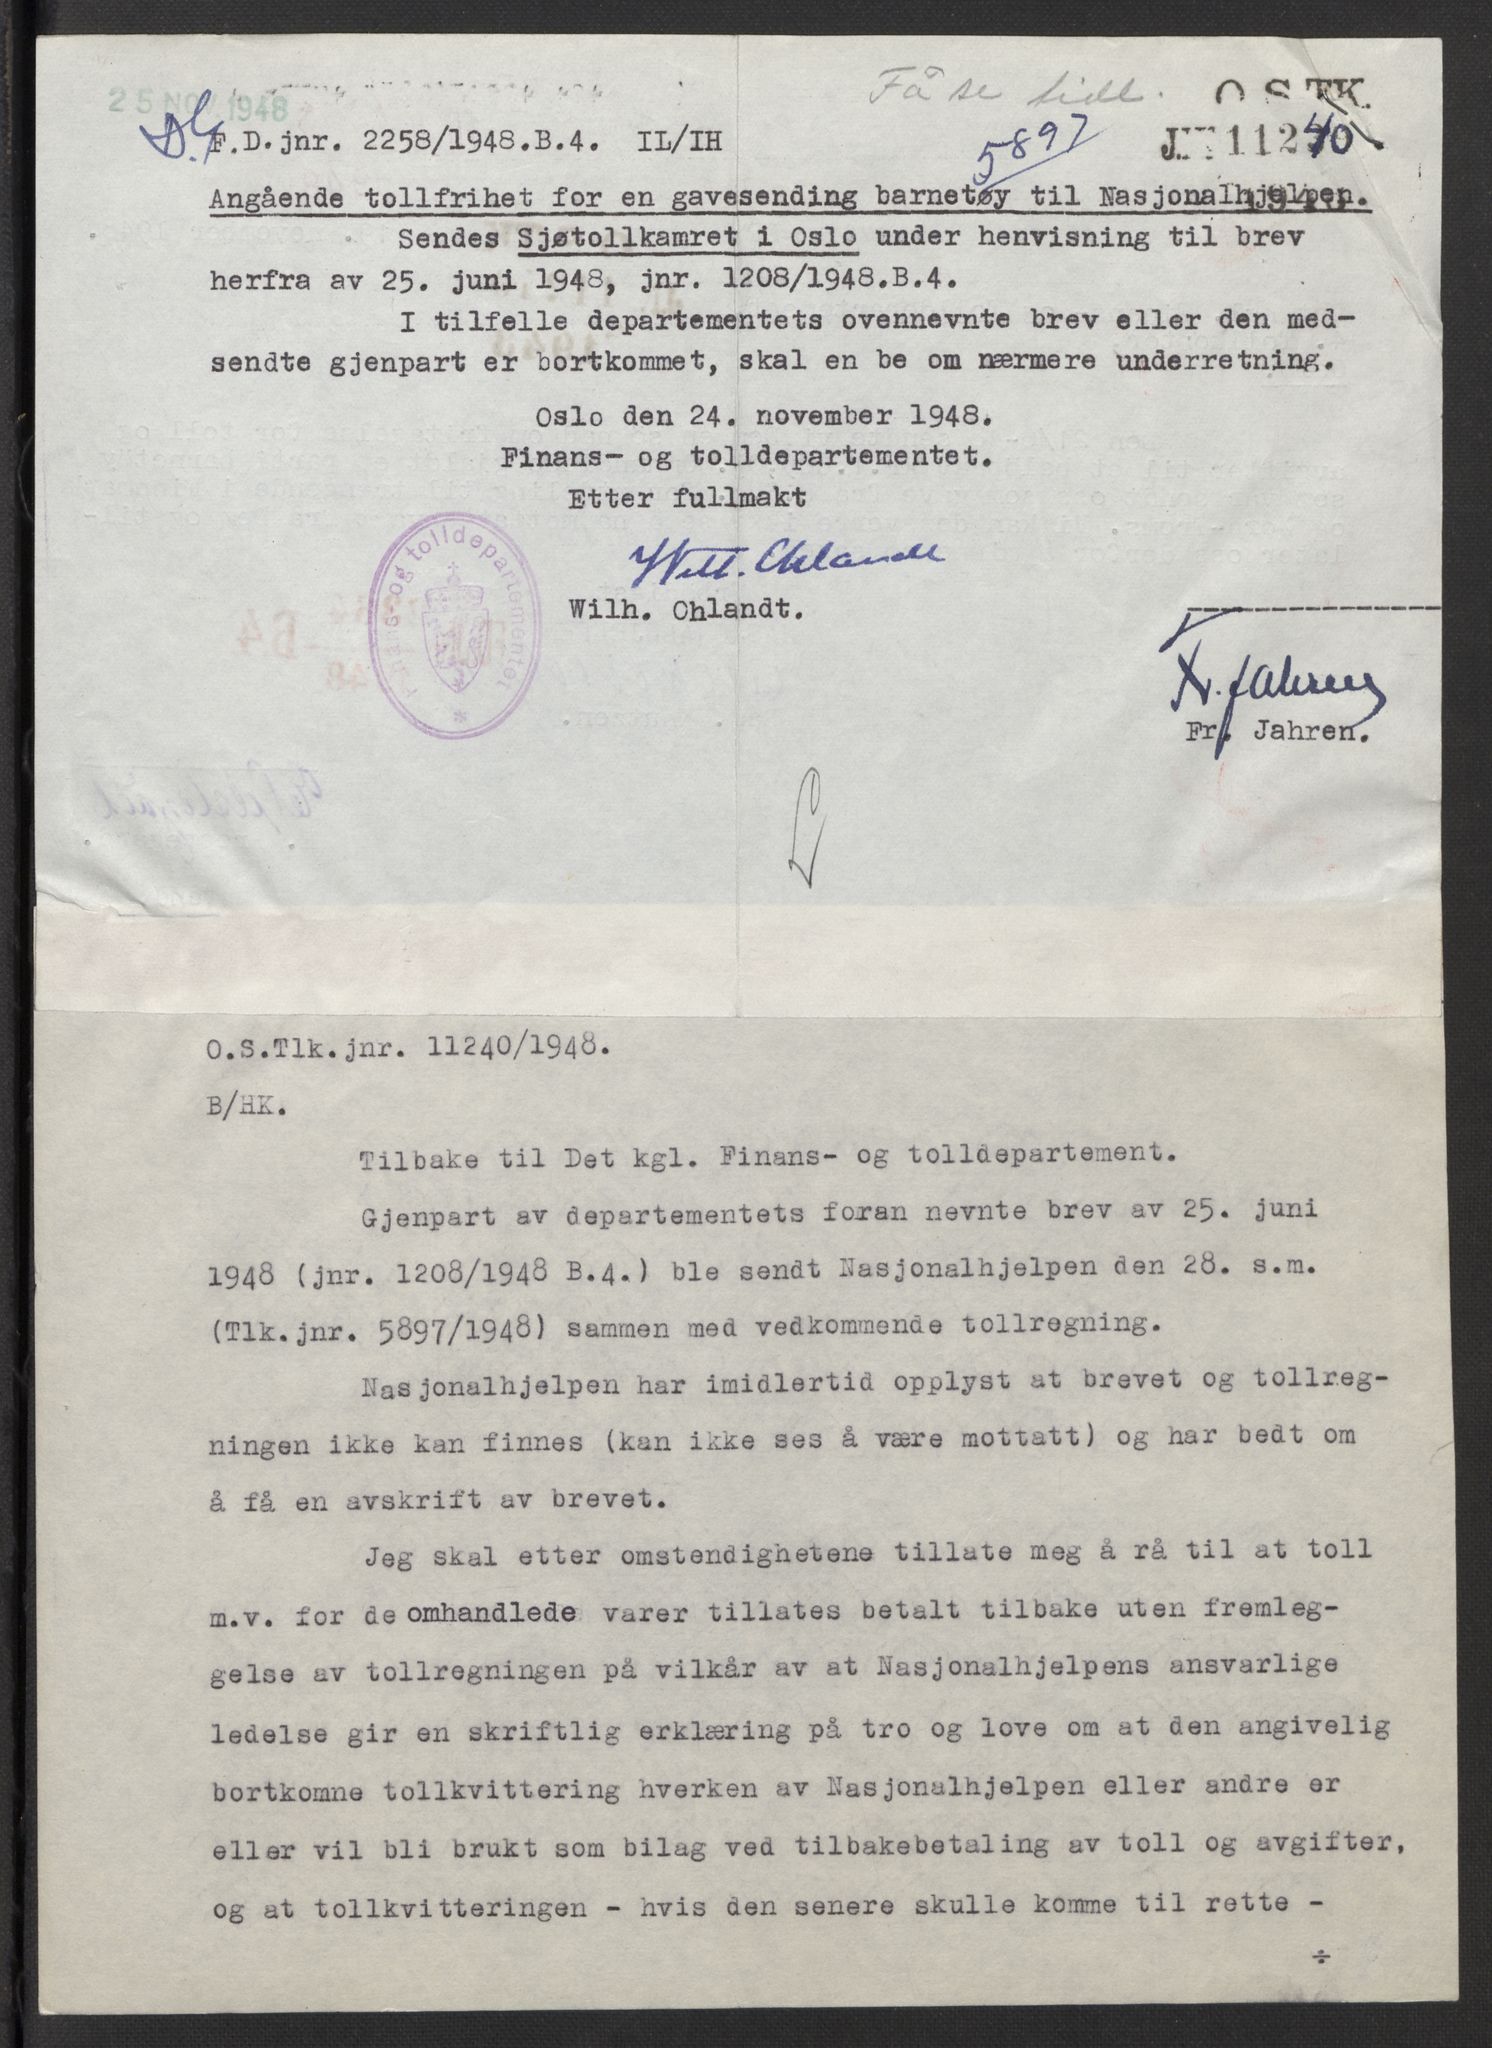 25 NOV 1948
Få se tidl.
O.S.TK.
5897
J.nr 11240
F.D.jnr. 2258/1948.B.4. IL/IH
Angående tollfrihet for en gavesending barnetøy til Nasjonalhjelpen.
Sendes Sjøtollkamret i Oslo under henvisning til brev
herfra av 25. juni 1948, jnr. 1208/1948.B.4.
I tilfelle departementets ovennevnte brev eller den med-
sendte gjenpart er bortkommet, skal en be om nærmere underretning.
Oslo den 24. november 1948.
Finans- og tolldepartementet.
Etter fullmakt
Finans- og tolldepartementet
Wilh. Ohlandt
Wilh. Ohlandt.
Fr. Jahren
Fr. Jahren.
O.S.Tlk.jnr. 11240/1948.
B/HK.
Tilbake til Det kgl. Finans- og tolldepartement.
Gjenpart av departementets foran nevnte brev av 25. juni
1948 (jnr. 1208/1948 B.4.) ble sendt Nasjonalhjelpen den 28. s.m.
(Tlk.jnr. 5897/1948) sammen med vedkommende tollregning.
Nasjonalhjelpen har imidlertid opplyst at brevet og tollreg-
ningen ikke kan finnes (kan ikke ses å være mottatt) og har bedt om
å få en avskrift av brevet.
Jeg skal etter omstendighetene tillate meg å rå til at toll
m.v. for de omhandlede varer tillates betalt tilbake uten fremleg-
gelse av tollregningen på vilkår av at Nasjonalhjelpens ansvarlige
ledelse gir en skriftlig erklæring på tro og love om at den angivelig
bortkomne tollkvittering hverken av Nasjonalhjelpen eller andre er
eller vil bli brukt som bilag ved tilbakebetaling av toll og avgifter,
og at tollkvitteringen - hvis den senere skulle komme til rette -
÷